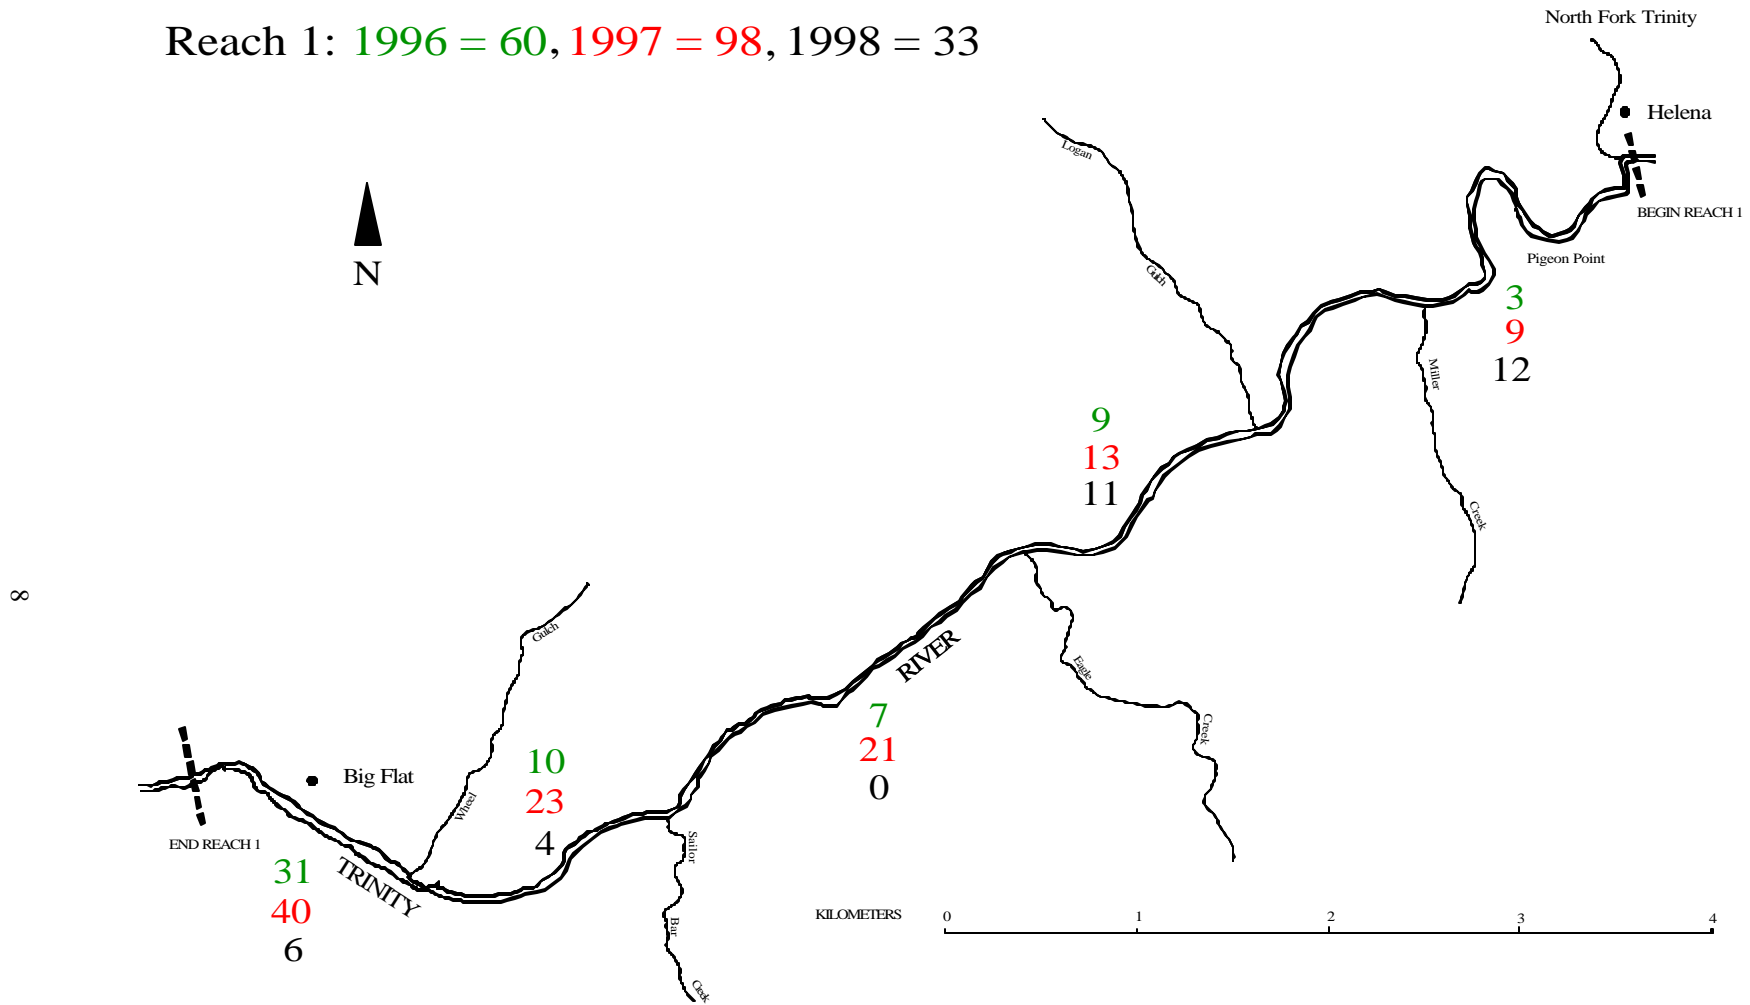 North Fork Trinity
Reach 1: 1996 = 60, 1997 = 98, 1998 = 33
Helena
Logan
Gulch
BEGIN REACH 1
Pigeon Point
3
9
12
Miller
Creek
9
13
11
8
Gulch
Wheel
RIVER
Eagle
Creek
7
21
0
10
23
4
Big Flat
END REACH 1
31
40
6
TRINITY
Sailor
Bar
Creek
KILOMETERS
0 1 2 3 4
N